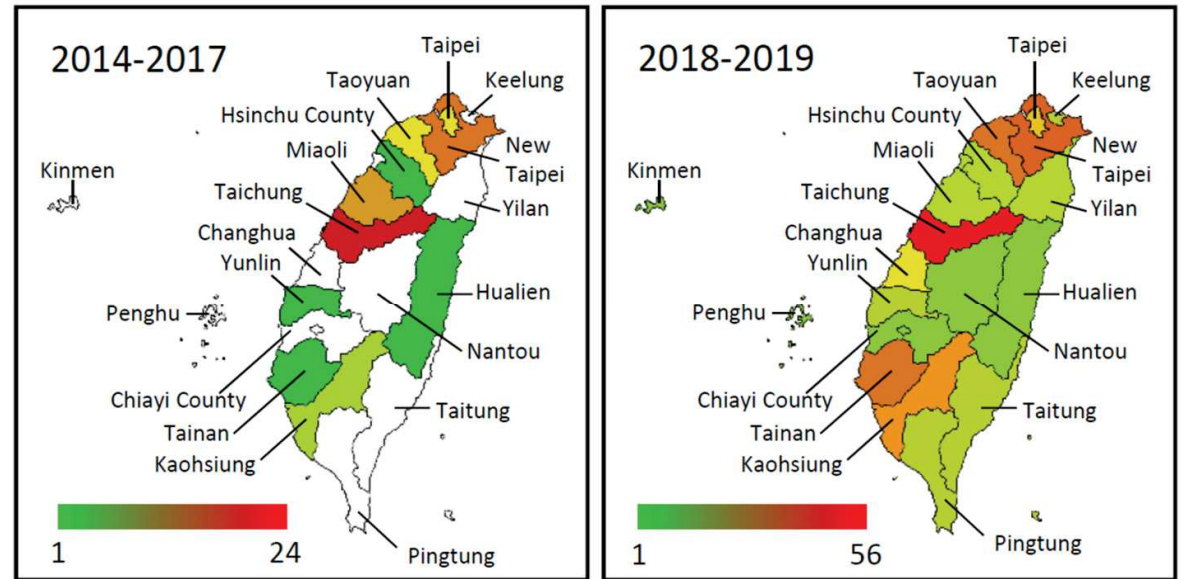 2014-2017
Taipei
Taoyuan
Keelung
Hsinchu County
Miaoli
New
Taipei
Kinmen
Taichung
Yilan
Changhua
Yunlin
Penghu
Hualien
Nantou
Chiayi County
Taitung
Tainan
Kaohsiung
1
24
Pingtung
2018-2019
Taipei
Taoyuan
Keelung
Hsinchu County
Miaoli
New
Taipei
Kinmen
Taichung
Yilan
Changhua
Yunlin
Penghu
Hualien
Nantou
Chiayi County
Taitung
Tainan
Kaohsiung
1
56
Pingtung